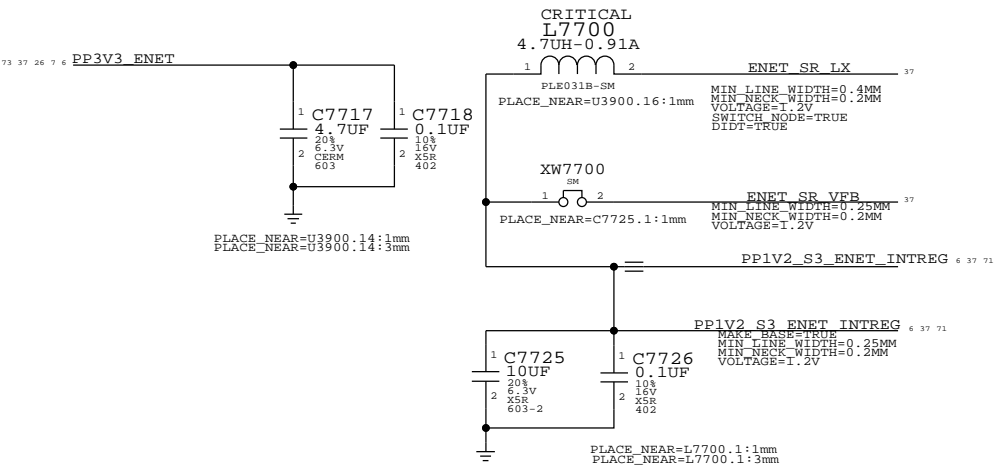 CRITICAL
L7700
4.7UH-0.91A
1 2
PLE031B-SM
PLACE_NEAR=U3900.16:1mm
ENET_SR_LX 37
MIN_LINE_WIDTH=0.4MM
MIN_NECK_WIDTH=0.2MM
VOLTAGE=1.2V
SWITCH_NODE=TRUE
DIDT=TRUE
73 37 26 7 6 PP3V3_ENET
1 C7717
4.7UF
20%
6.3V
2 CERM
603
1 C7718
0.1UF
10%
16V
2 X5R
402
PLACE_NEAR=U3900.14:1mm
PLACE_NEAR=U3900.14:3mm
XW7700
SM
1 2
PLACE_NEAR=C7725.1:1mm
ENET_SR_VFB 37
MIN_LINE_WIDTH=0.25MM
MIN_NECK_WIDTH=0.2MM
VOLTAGE=1.2V
PP1V2_S3_ENET_INTREG 6 37 71
PP1V2_S3_ENET_INTREG 6 37 71
MAKE_BASE=TRUE
MIN_LINE_WIDTH=0.25MM
MIN_NECK_WIDTH=0.2MM
VOLTAGE=1.2V
1 C7725
10UF
20%
6.3V
2 X5R
603-2
1 C7726
0.1UF
10%
16V
2 X5R
402
PLACE_NEAR=L7700.1:1mm
PLACE_NEAR=L7700.1:3mm